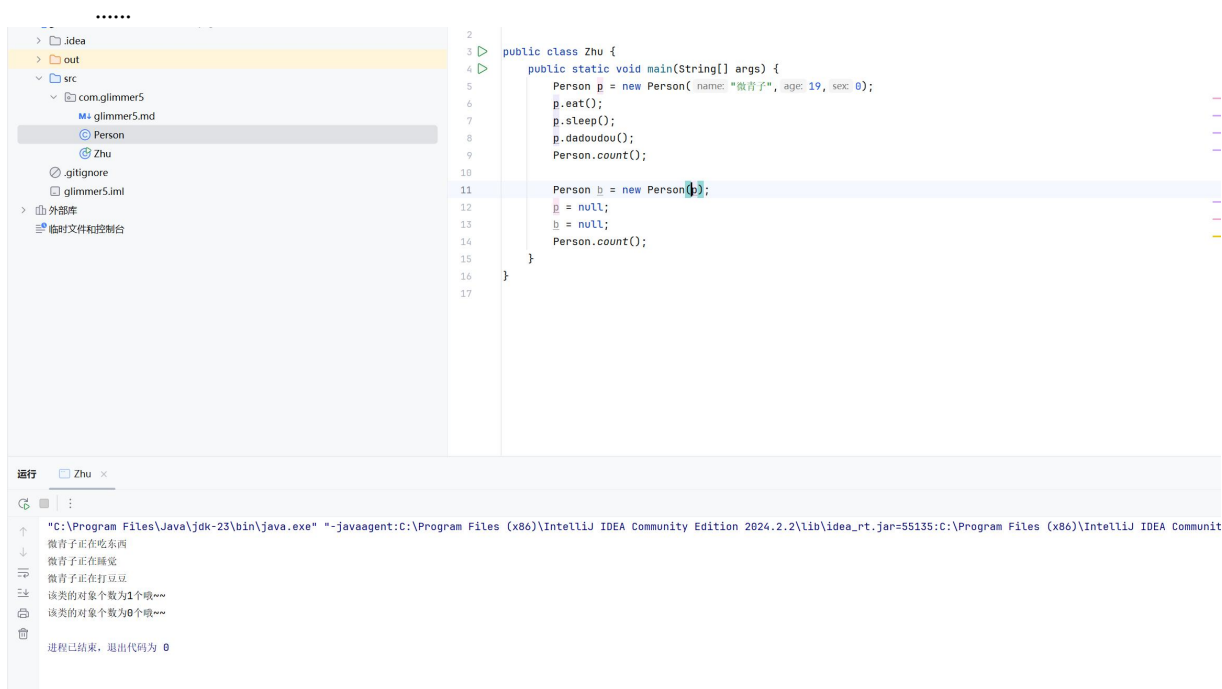 ......
.idea
out
src
com.glimmer5
M↓ glimmer5.md
Person
Zhu
.gitignore
glimmer5.iml
外部库
临时文件和控制台
2
3 public class Zhu {
4 public static void main(String[] args) {
5 Person p = new Person( name: "微青子", age: 19, sex: 0);
6 p.eat();
7 p.sleep();
8 p.dadoudou();
9 Person.count();
10
11 Person b = new Person(p);
12 p = null;
13 b = null;
14 Person.count();
15 }
16 }
17
运行 Zhu ×
"C:\Program Files\Java\jdk-23\bin\java.exe" "-javaagent:C:\Program Files (x86)\IntelliJ IDEA Community Edition 2024.2.2\lib\idea_rt.jar=55135:C:\Program Files (x86)\IntelliJ IDEA Communit
微青子正在吃东西
微青子正在睡觉
微青子正在打豆豆
该类的对象个数为1个哦~~
该类的对象个数为0个哦~~
进程已结束，退出代码为 0